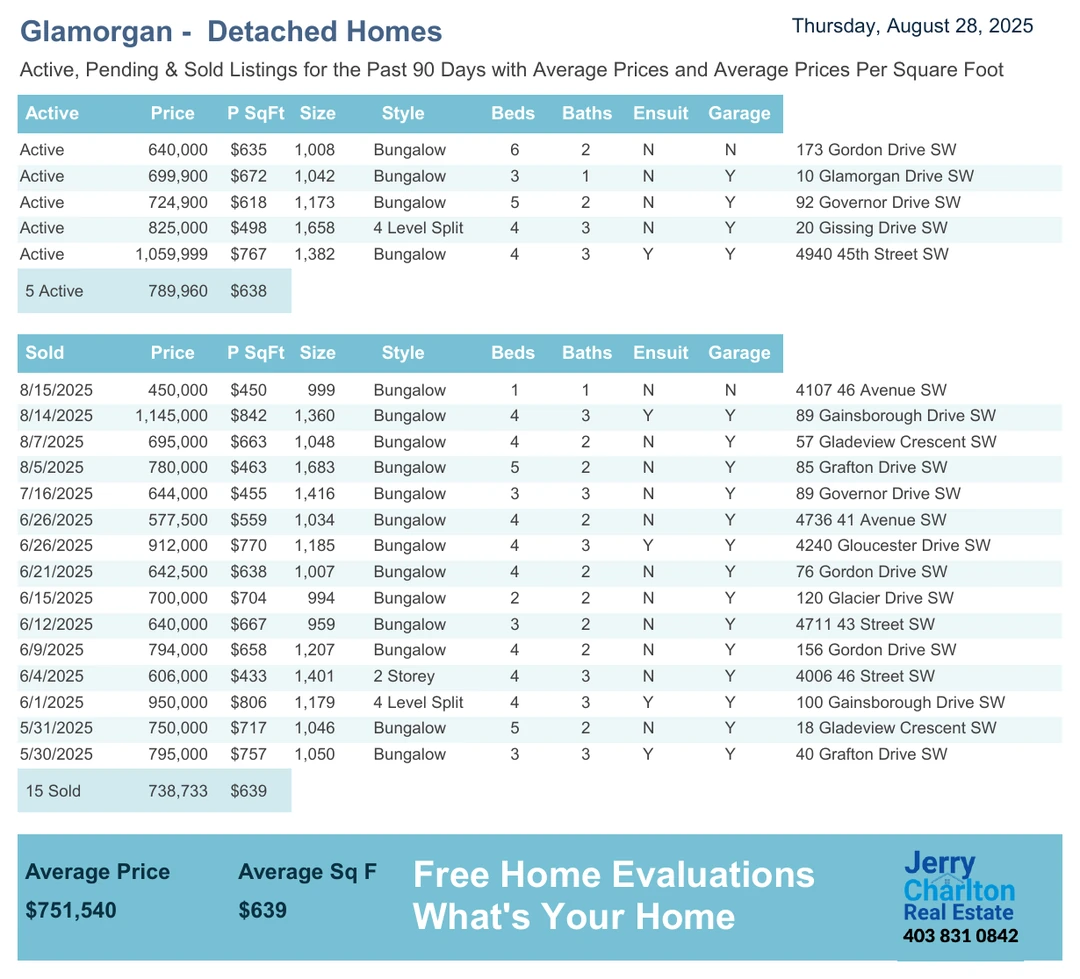 Glamorgan - Detached Homes
Thursday, August 28, 2025
Active, Pending & Sold Listings for the Past 90 Days with Average Prices and Average Prices Per Square Foot
Active Price P SqFt Size Style Beds Baths Ensuit Garage
Active 640,000 $635 1,008 Bungalow 6 2 N N 173 Gordon Drive SW
Active 699,900 $672 1,042 Bungalow 3 1 N Y 10 Glamorgan Drive SW
Active 724,900 $618 1,173 Bungalow 5 2 N Y 92 Governor Drive SW
Active 825,000 $498 1,658 4 Level Split 4 3 N Y 20 Gissing Drive SW
Active 1,059,999 $767 1,382 Bungalow 4 3 Y Y 4940 45th Street SW
5 Active 789,960 $638
Sold Price P SqFt Size Style Beds Baths Ensuit Garage
8/15/2025 450,000 $450 999 Bungalow 1 1 N N 4107 46 Avenue SW
8/14/2025 1,145,000 $842 1,360 Bungalow 4 3 Y Y 89 Gainsborough Drive SW
8/7/2025 695,000 $663 1,048 Bungalow 4 2 N Y 57 Gladeview Crescent SW
8/5/2025 780,000 $463 1,683 Bungalow 5 2 N Y 85 Grafton Drive SW
7/16/2025 644,000 $455 1,416 Bungalow 3 3 N Y 89 Governor Drive SW
6/26/2025 577,500 $559 1,034 Bungalow 4 2 N Y 4736 41 Avenue SW
6/26/2025 912,000 $770 1,185 Bungalow 4 3 Y Y 4240 Gloucester Drive SW
6/21/2025 642,500 $638 1,007 Bungalow 4 2 N Y 76 Gordon Drive SW
6/15/2025 700,000 $704 994 Bungalow 2 2 N Y 120 Glacier Drive SW
6/12/2025 640,000 $667 959 Bungalow 3 2 N Y 4711 43 Street SW
6/9/2025 794,000 $658 1,207 Bungalow 4 2 N Y 156 Gordon Drive SW
6/4/2025 606,000 $433 1,401 2 Storey 4 3 N Y 4006 46 Street SW
6/1/2025 950,000 $806 1,179 4 Level Split 4 3 Y Y 100 Gainsborough Drive SW
5/31/2025 750,000 $717 1,046 Bungalow 5 2 N Y 18 Gladeview Crescent SW
5/30/2025 795,000 $757 1,050 Bungalow 3 3 Y Y 40 Grafton Drive SW
15 Sold 738,733 $639
Average Price Average Sq F
$751,540 $639
Free Home Evaluations
What's Your Home
Jerry
Charlton
Real Estate
403 831 0842